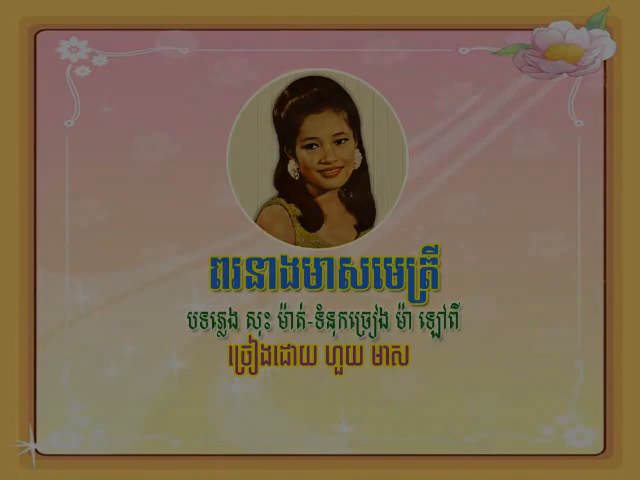 ពរនាងមាសមេត្រី
បទភ្លេង សុះ ម៉ាត់-ទំនុកច្រៀង ម៉ា ឡៅពី
ច្រៀងដោយ ហួយ មាស